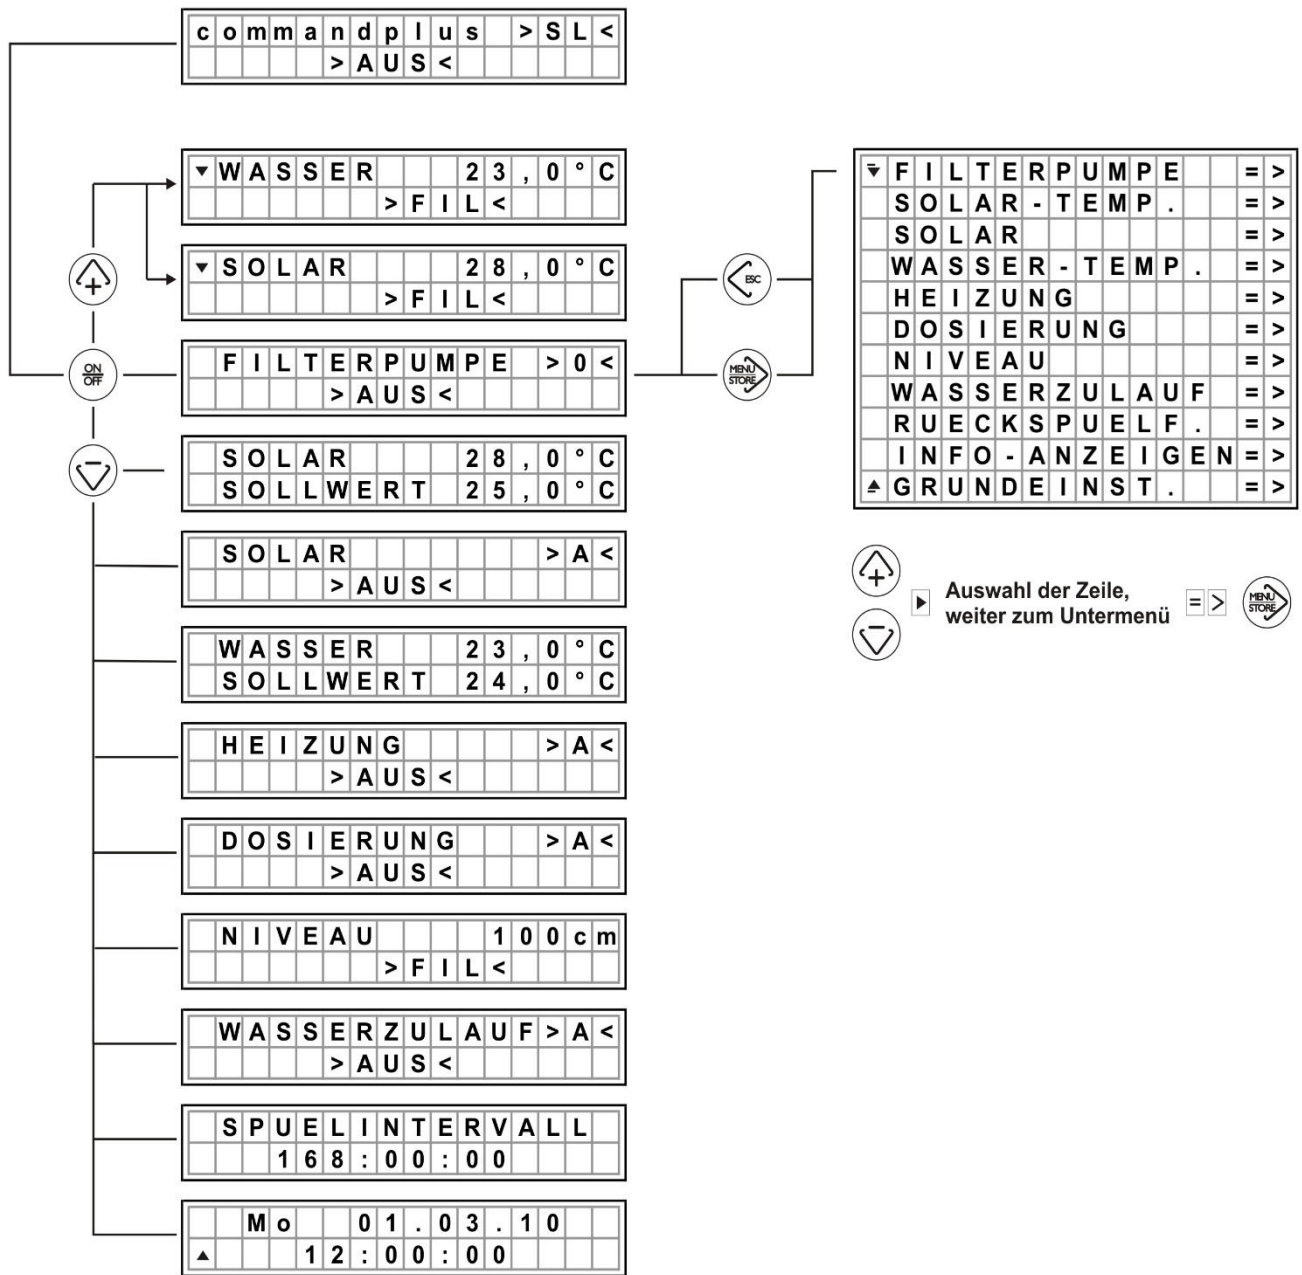 commandplus >SL<
>AUS<
▼WASSER 23,0°C
>FIL<
▼SOLAR 28,0°C
>FIL<
+
ON
OFF
FILTERPUMPE >0<
>AUS<
-
SOLAR 28,0°C
SOLLWERT 25,0°C
SOLAR >A<
>AUS<
WASSER 23,0°C
SOLLWERT 24,0°C
HEIZUNG >A<
>AUS<
DOSIERUNG >A<
>AUS<
NIVEAU 100cm
>FIL<
WASSERZULAUF>A<
>AUS<
SPUELINTERVALL
168:00:00
Mo 01.03.10
▲ 12:00:00
ESC
MENU
STORE
FILTERPUMPE =>
SOLAR-TEMP. =>
SOLAR =>
WASSER-TEMP. =>
HEIZUNG =>
DOSIERUNG =>
NIVEAU =>
WASSERZULAUF =>
RUECKSPUELF. =>
INFO-ANZEIGEN=>
GRUNDEINST. =>
+
-
▶ Auswahl der Zeile,
weiter zum Untermenü
=>
MENU
STORE